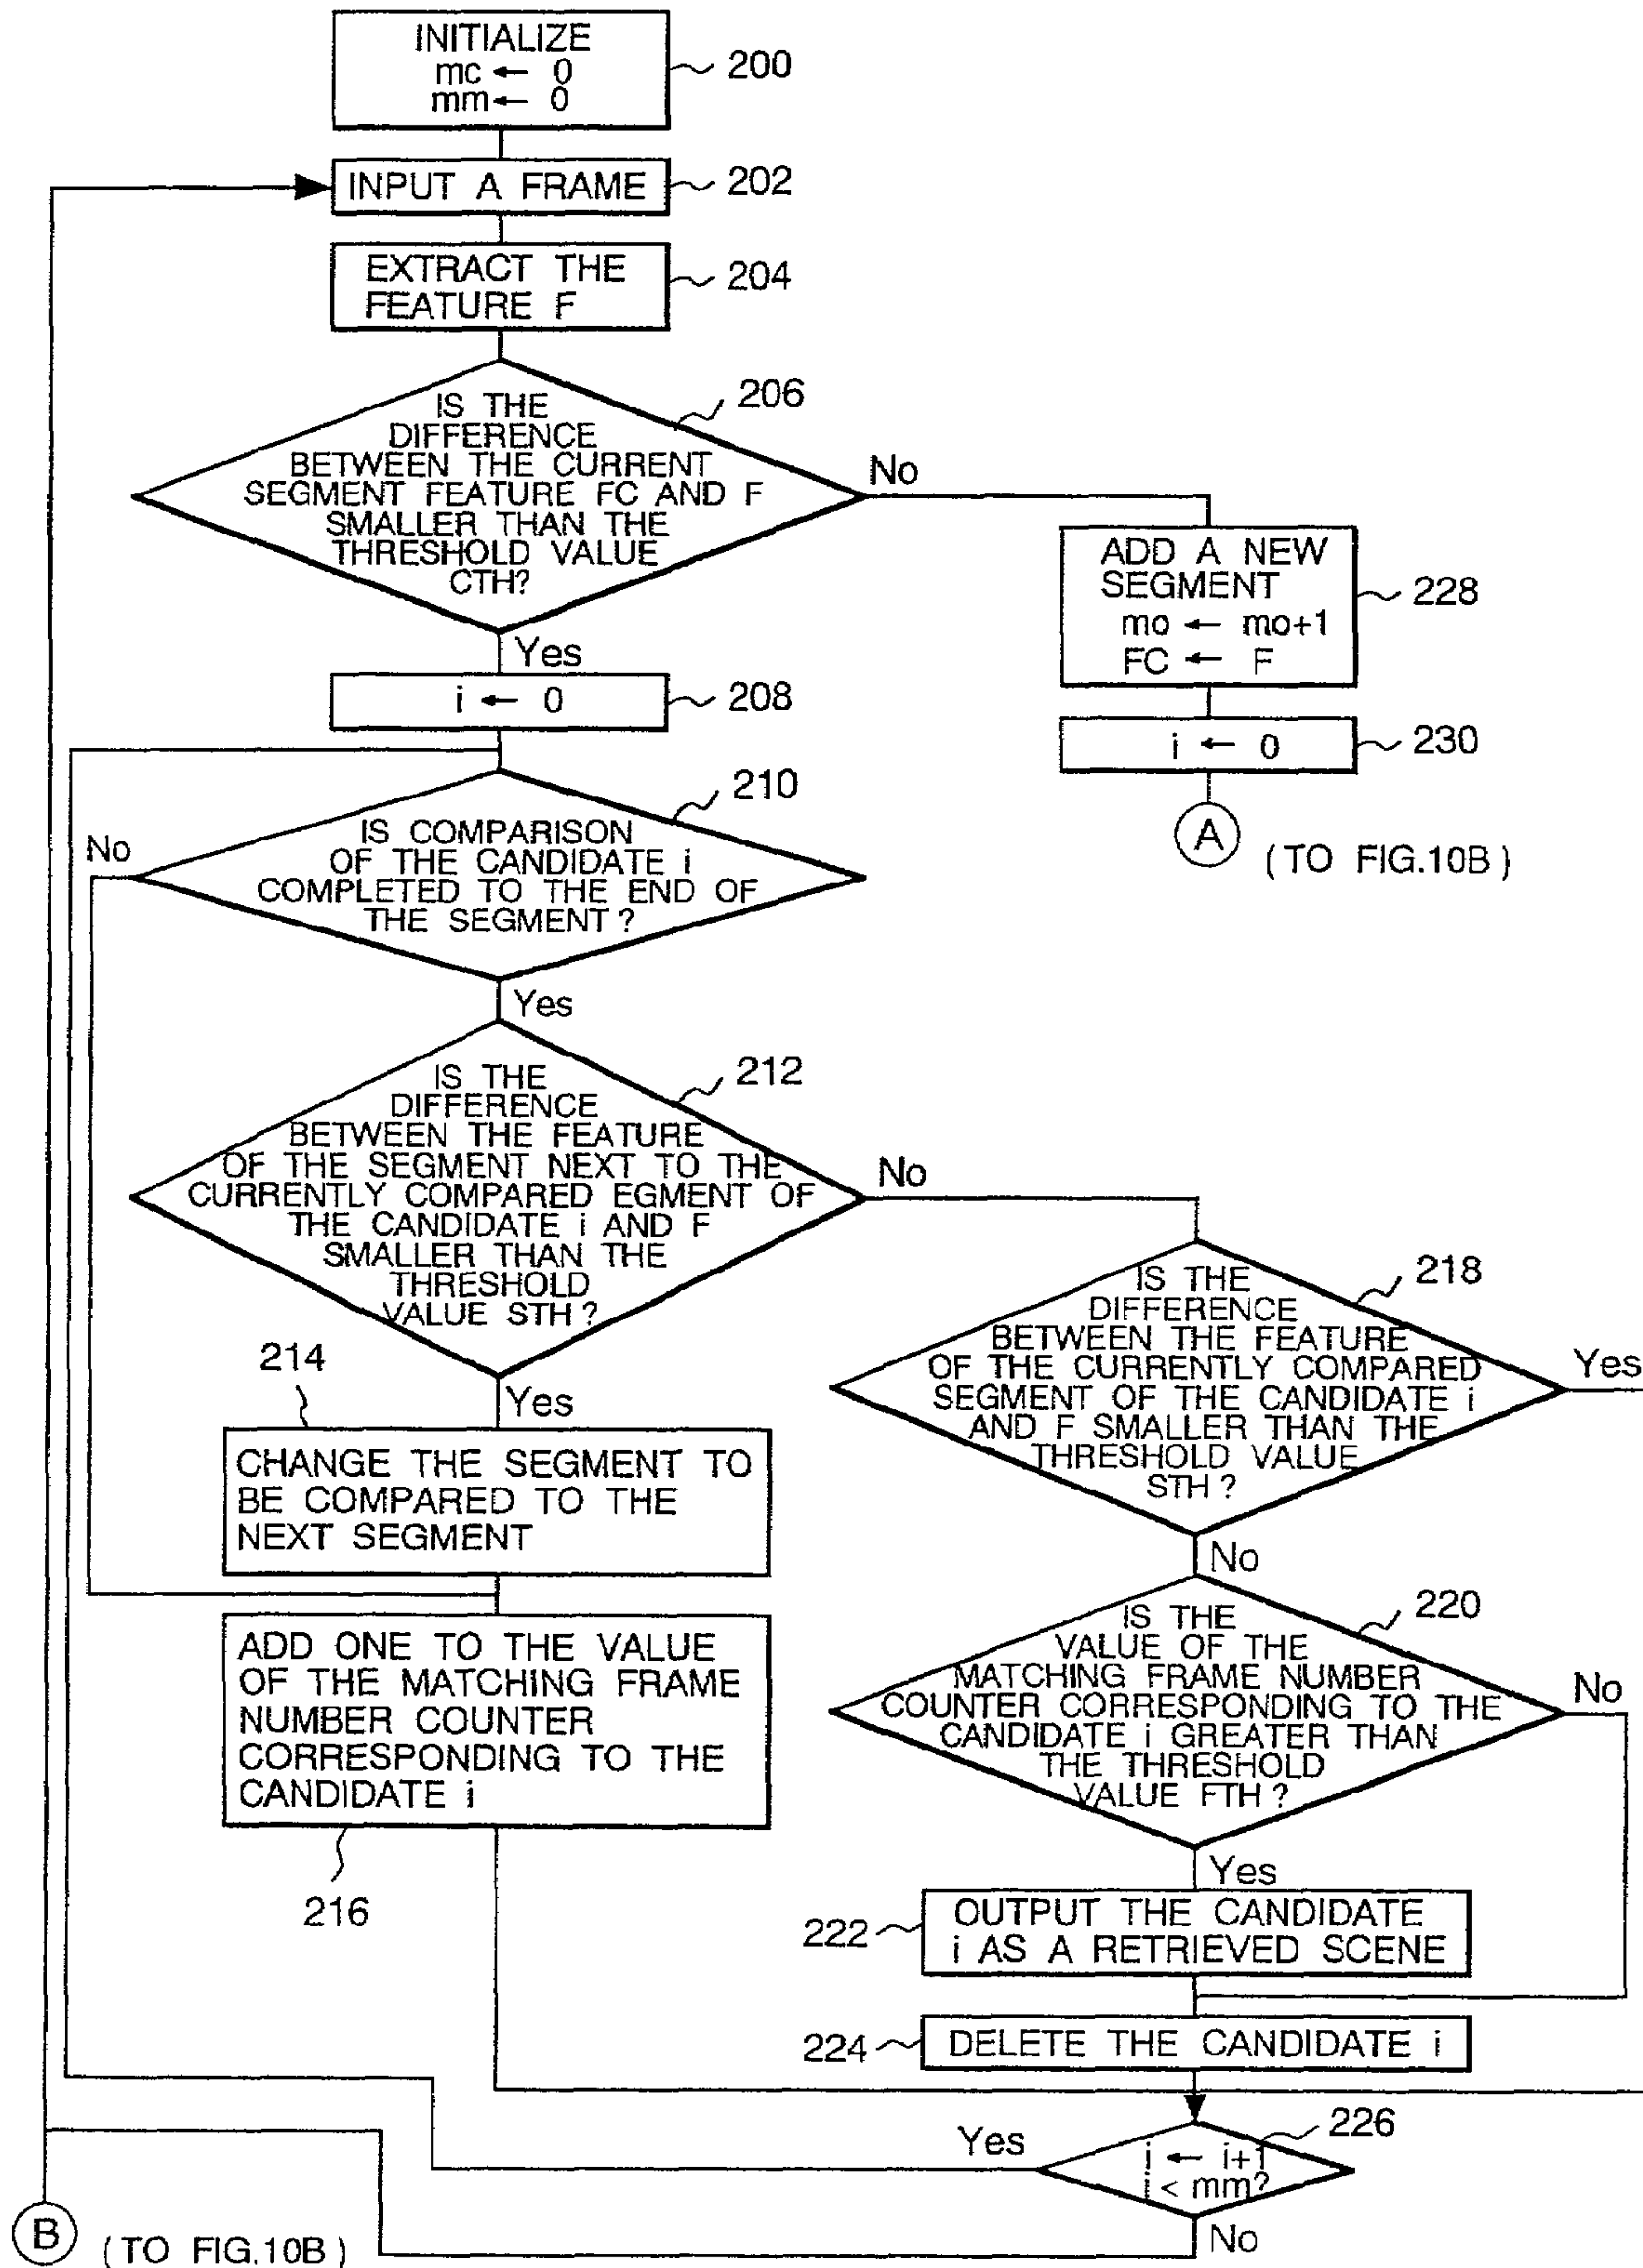 INITIALIZE
mc ← 0
mm ← 0
200
INPUT A FRAME
202
EXTRACT THE
FEATURE F
204
IS THE
DIFFERENCE
BETWEEN THE CURRENT
SEGMENT FEATURE FC AND F
SMALLER THAN THE
THRESHOLD VALUE
CTH?
206
No
Yes
ADD A NEW
SEGMENT
mo ← mo+1
FC ← F
228
i ← 0
208
i ← 0
230
A
(TO FIG.10B)
210
IS COMPARISON
OF THE CANDIDATE i
COMPLETED TO THE END OF
THE SEGMENT?
No
Yes
212
IS THE
DIFFERENCE
BETWEEN THE FEATURE
OF THE SEGMENT NEXT TO THE
CURRENTLY COMPARED EGMENT OF
THE CANDIDATE i AND F
SMALLER THAN THE
THRESHOLD
VALUE STH?
No
Yes
214
CHANGE THE SEGMENT TO
BE COMPARED TO THE
NEXT SEGMENT
ADD ONE TO THE VALUE
OF THE MATCHING FRAME
NUMBER COUNTER
CORRESPONDING TO THE
CANDIDATE i
216
218
IS THE
DIFFERENCE
BETWEEN THE FEATURE
OF THE CURRENTLY COMPARED
SEGMENT OF THE CANDIDATE i
AND F SMALLER THAN THE
THRESHOLD VALUE
STH?
Yes
No
220
IS THE
VALUE OF THE
MATCHING FRAME NUMBER
COUNTER CORRESPONDING TO THE
CANDIDATE i GREATER THAN
THE THRESHOLD
VALUE FTH?
No
Yes
222
OUTPUT THE CANDIDATE
i AS A RETRIEVED SCENE
224
DELETE THE CANDIDATE i
226
i ← i+1
i < mm?
Yes
No
B
(TO FIG.10B)